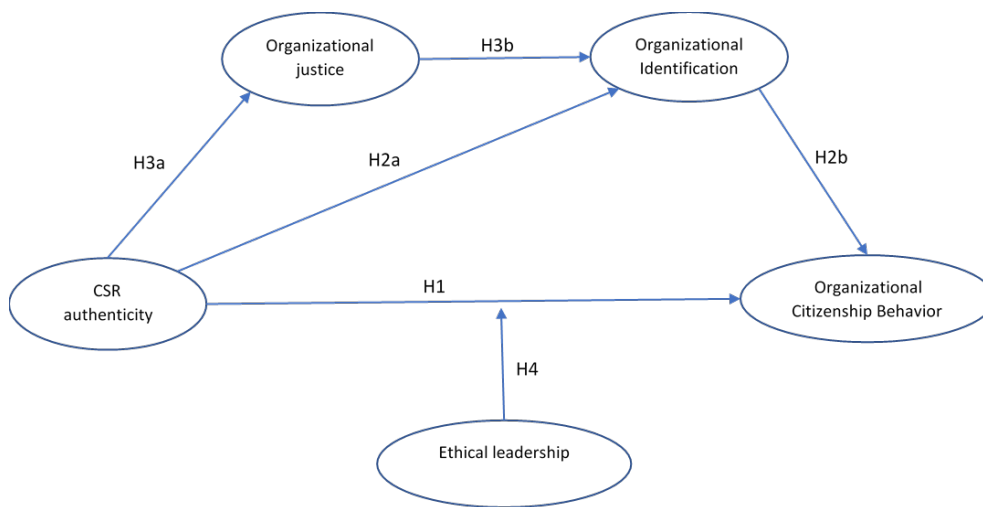 Organizational
justice
H3b
Organizational
Identification
H3a
H2a
H2b
CSR
authenticity
H1
Organizational
Citizenship Behavior
H4
Ethical leadership